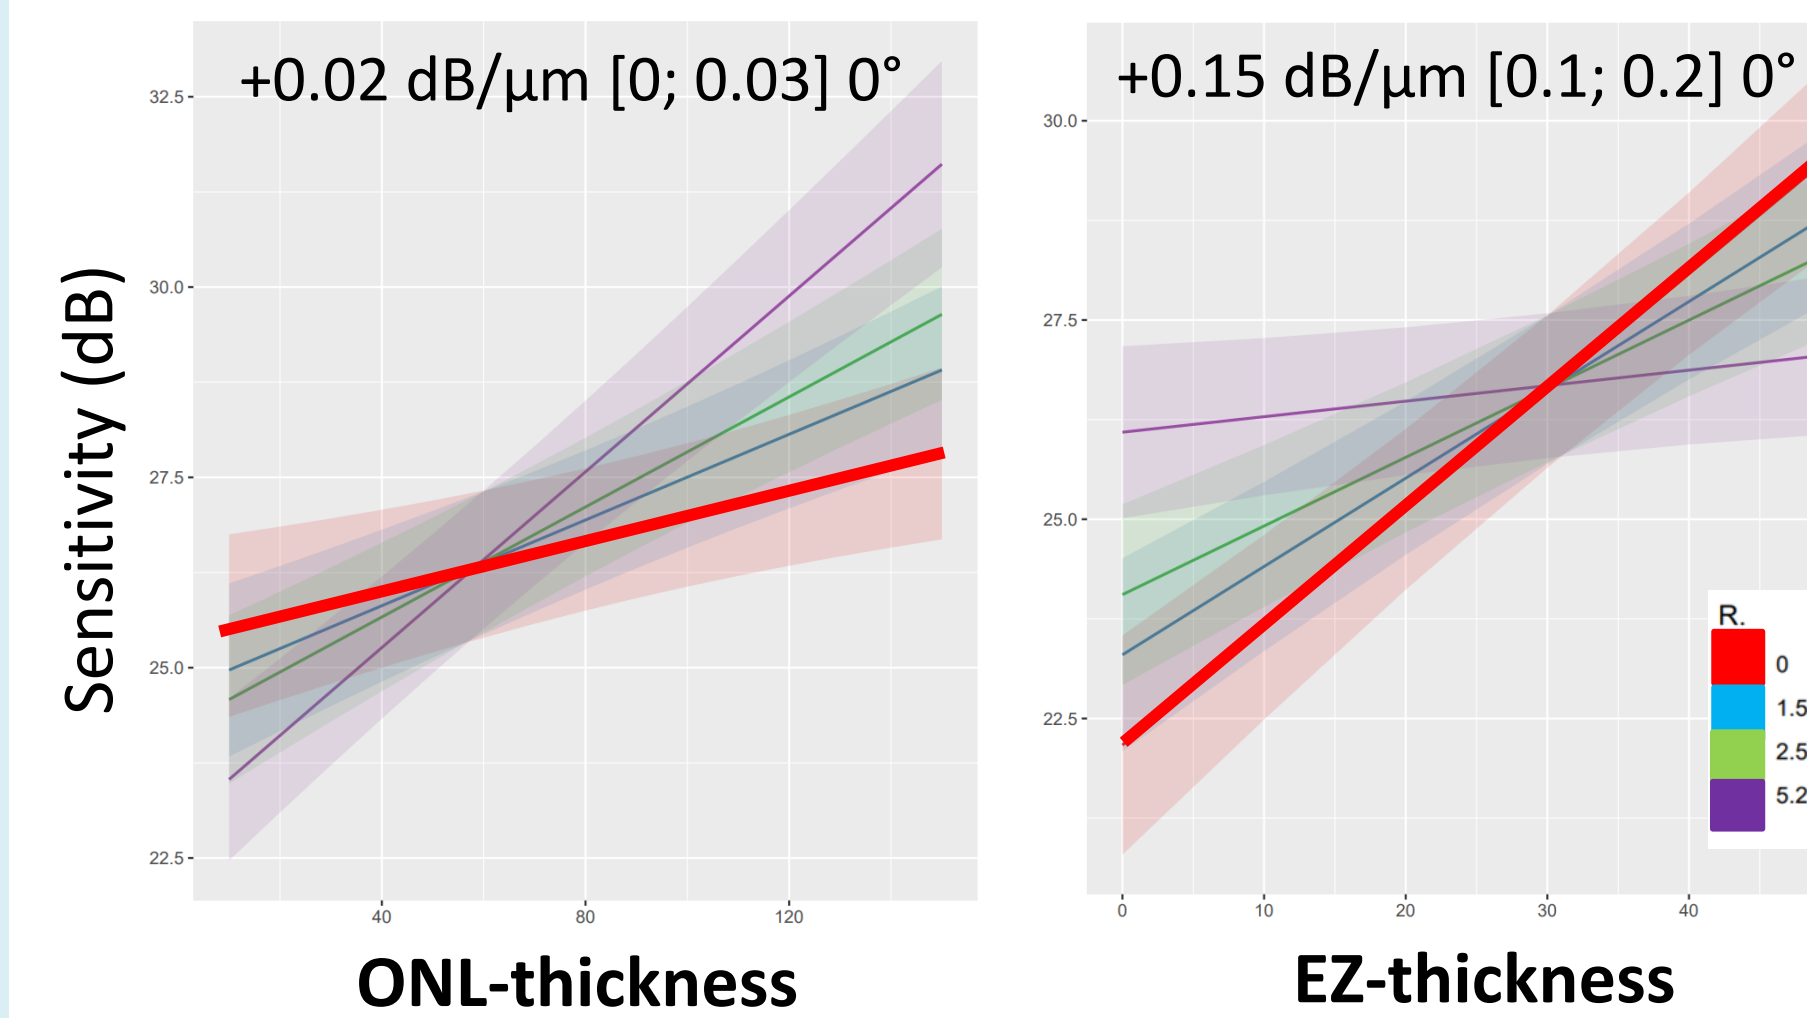 +0.02 dB/µm [0; 0.03] 0°
32.5
30.0
27.5
25.0
22.5
Sensitivity (dB)
40 80 120
ONL-thickness
+0.15 dB/µm [0.1; 0.2] 0°
30.0
27.5
25.0
22.5
0 10 20 30 40
EZ-thickness
R.
0
1.5
2.5
5.2